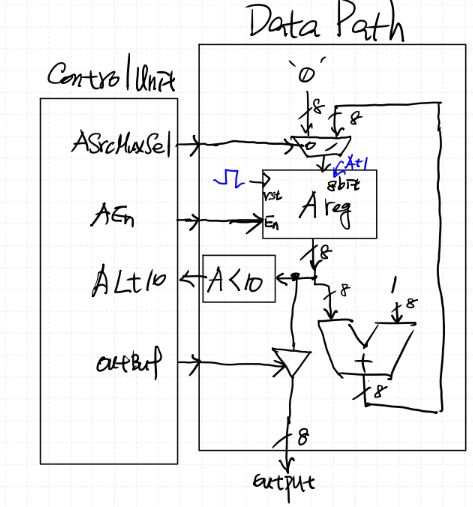 Data Path
Control Unit
'0'
8
8
ASrcMuxSel
0 1
A+1
8bit
rst
A reg
AEn
En
8
ALt10
A<10
8
1
8
outBuf
+
8
8
output